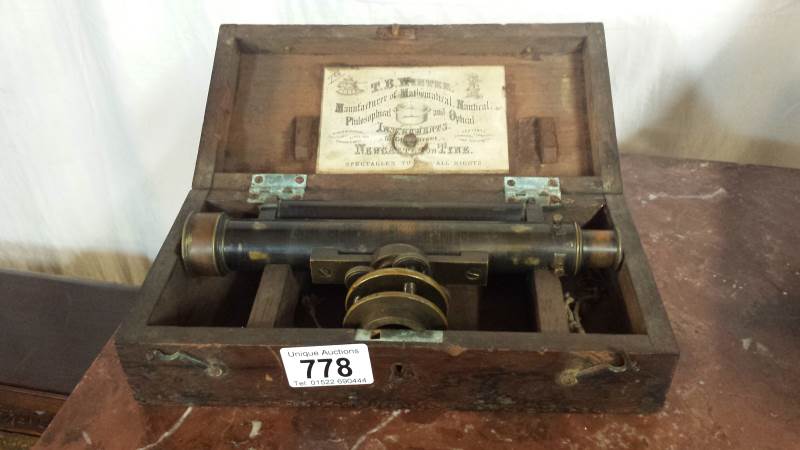 T. B. WINTER,
Manufacturer of Mathematical, Nautical,
Philosophical and Optical
INSTRUMENTS,
NEWCASTLE ON TYNE.
SPECTACLES TO ALL SIGHTS
Unique Auctions
778
Tel: 01522 690444